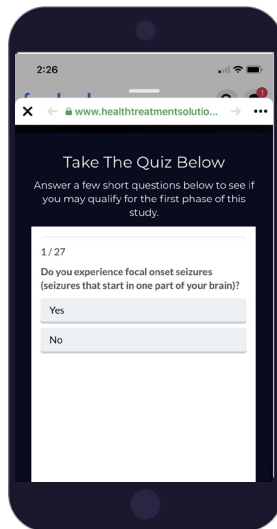 2:26
www.healthtreatmentsolutio...
Take The Quiz Below
Answer a few short questions below to see if
you may qualify for the first phase of this
study.
1 / 27
Do you experience focal onset seizures
(seizures that start in one part of your brain)?
Yes
No